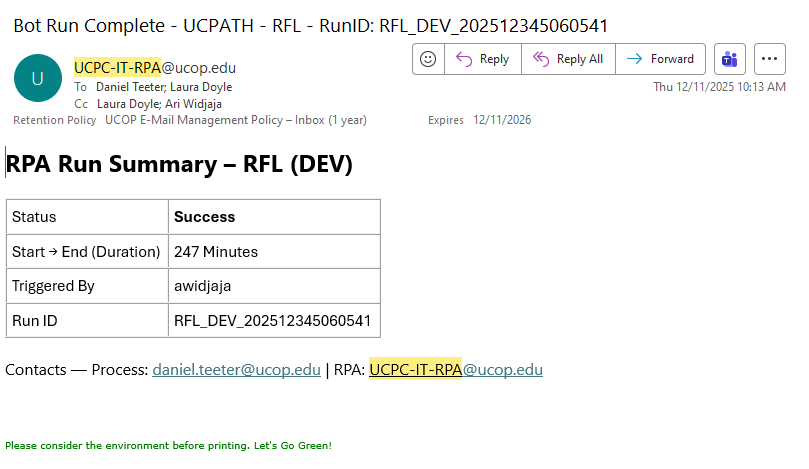 Bot Run Complete - UCPATH - RFL - RunID: RFL_DEV_202512345060541
U
UCPC-IT-RPA@ucop.edu
To Daniel Teeter; Laura Doyle
Cc Laura Doyle; Ari Widjaja
Reply
Reply All
Forward
Thu 12/11/2025 10:13 AM
Retention Policy UCOP E-Mail Management Policy – Inbox (1 year) Expires 12/11/2026
RPA Run Summary – RFL (DEV)
Status Success
Start → End (Duration) 247 Minutes
Triggered By awidjaja
Run ID RFL_DEV_202512345060541
Contacts — Process: daniel.teeter@ucop.edu | RPA: UCPC-IT-RPA@ucop.edu
Please consider the environment before printing. Let's Go Green!